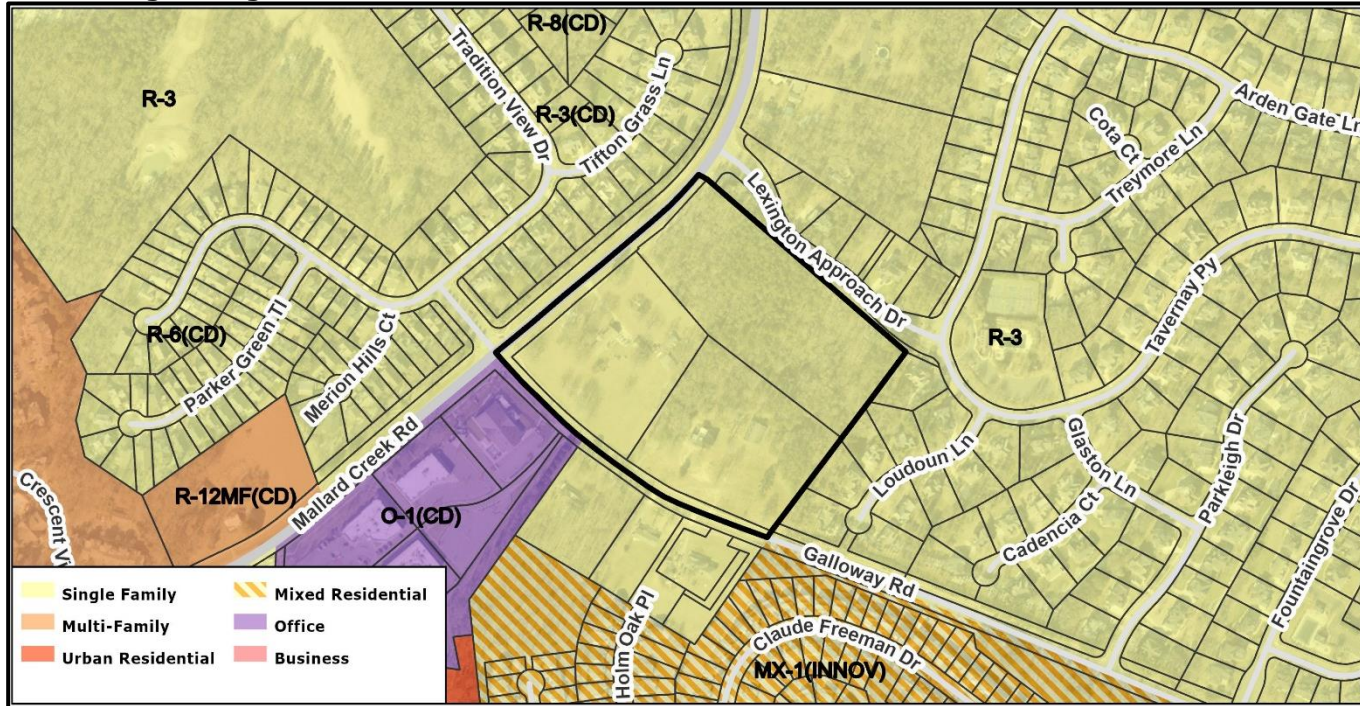 R-8(CD)
R-3
Tradition View Dr
R-3(CD)
Tifton Grass Ln
Arden Gate Ln
Cota Ct
Treymore Ln
Lexington Approach Dr
Tavernay Py
R-6(CD)
Parker Green Tl
Merion Hills Ct
R-3
Mallard Creek Rd
R-12MF(CD)
O-1(CD)
Crescent Vi
Loudoun Ln
Glaston Ln
Cadencia Ct
Parkleigh Dr
Fountaingrove Dr
Galloway Rd
Holm Oak Pl
Claude Freeman Dr
MX-1(INNOV)
Single Family
Multi-Family
Urban Residential
Mixed Residential
Office
Business